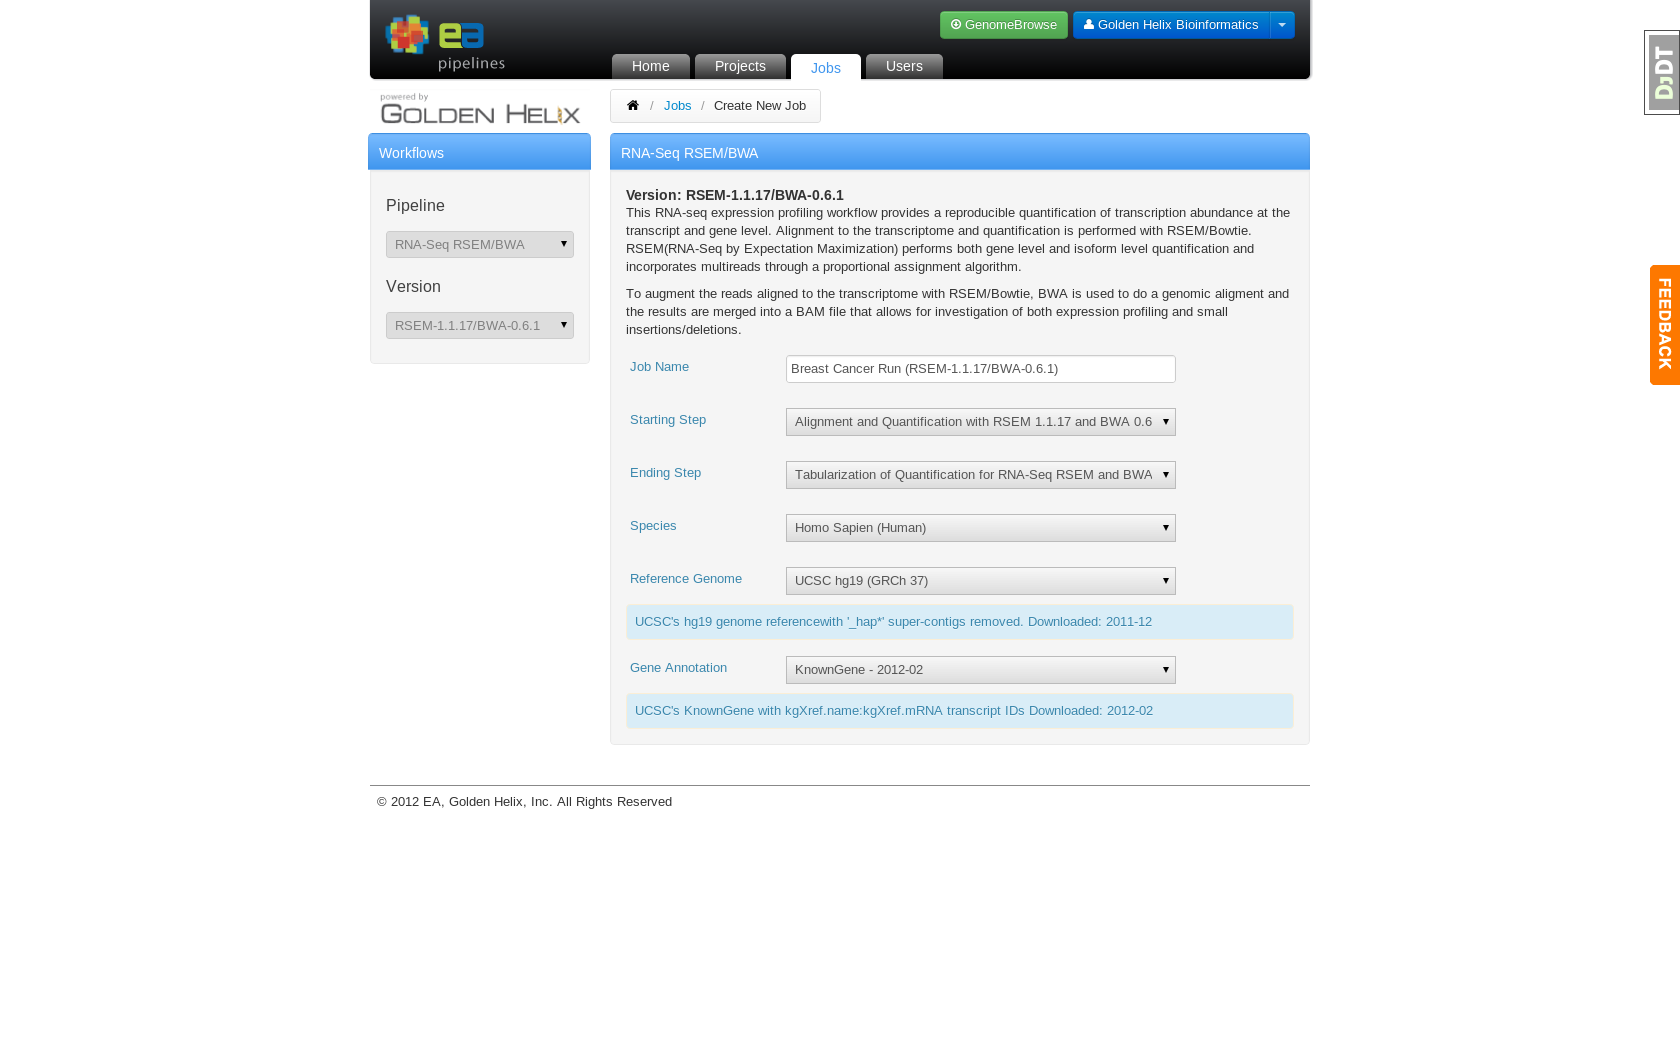 ea
pipelines
GenomeBrowse
Golden Helix Bioinformatics
Home
Projects
Jobs
Users
powered by
GOLDEN HELIX
/ Jobs / Create New Job
Workflows
Pipeline
RNA-Seq RSEM/BWA
Version
RSEM-1.1.17/BWA-0.6.1
RNA-Seq RSEM/BWA
Version: RSEM-1.1.17/BWA-0.6.1
This RNA-seq expression profiling workflow provides a reproducible quantification of transcription abundance at the
transcript and gene level. Alignment to the transcriptome and quantification is performed with RSEM/Bowtie.
RSEM(RNA-Seq by Expectation Maximization) performs both gene level and isoform level quantification and
incorporates multireads through a proportional assignment algorithm.
To augment the reads aligned to the transcriptome with RSEM/Bowtie, BWA is used to do a genomic aligment and
the results are merged into a BAM file that allows for investigation of both expression profiling and small
insertions/deletions.
Job Name
Breast Cancer Run (RSEM-1.1.17/BWA-0.6.1)
Starting Step
Alignment and Quantification with RSEM 1.1.17 and BWA 0.6
Ending Step
Tabularization of Quantification for RNA-Seq RSEM and BWA
Species
Homo Sapien (Human)
Reference Genome
UCSC hg19 (GRCh 37)
UCSC's hg19 genome referencewith '_hap*' super-contigs removed. Downloaded: 2011-12
Gene Annotation
KnownGene - 2012-02
UCSC's KnownGene with kgXref.name:kgXref.mRNA transcript IDs Downloaded: 2012-02
© 2012 EA, Golden Helix, Inc. All Rights Reserved
DjDT
FEEDBACK